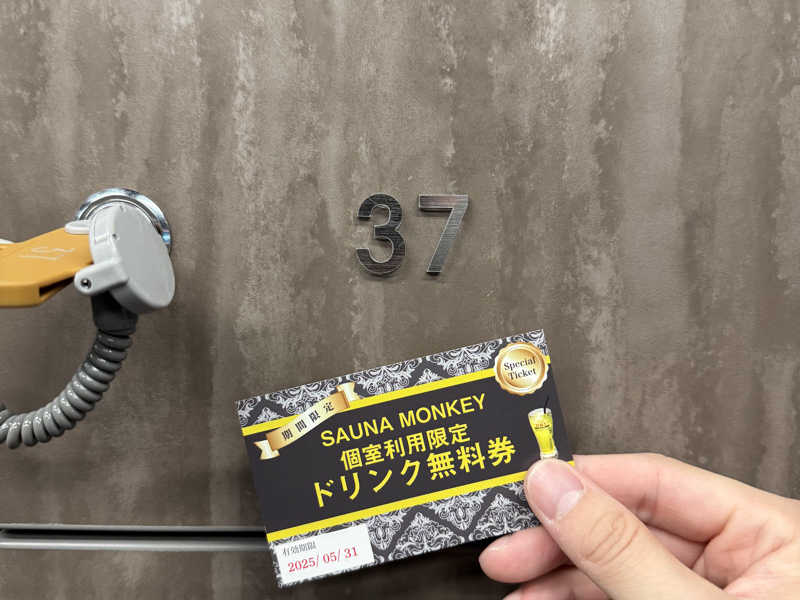 37
期間限定
Special
Ticket
SAUNA MONKEY
個室利用限定
ドリンク無料券
有効期限
2025/05/31